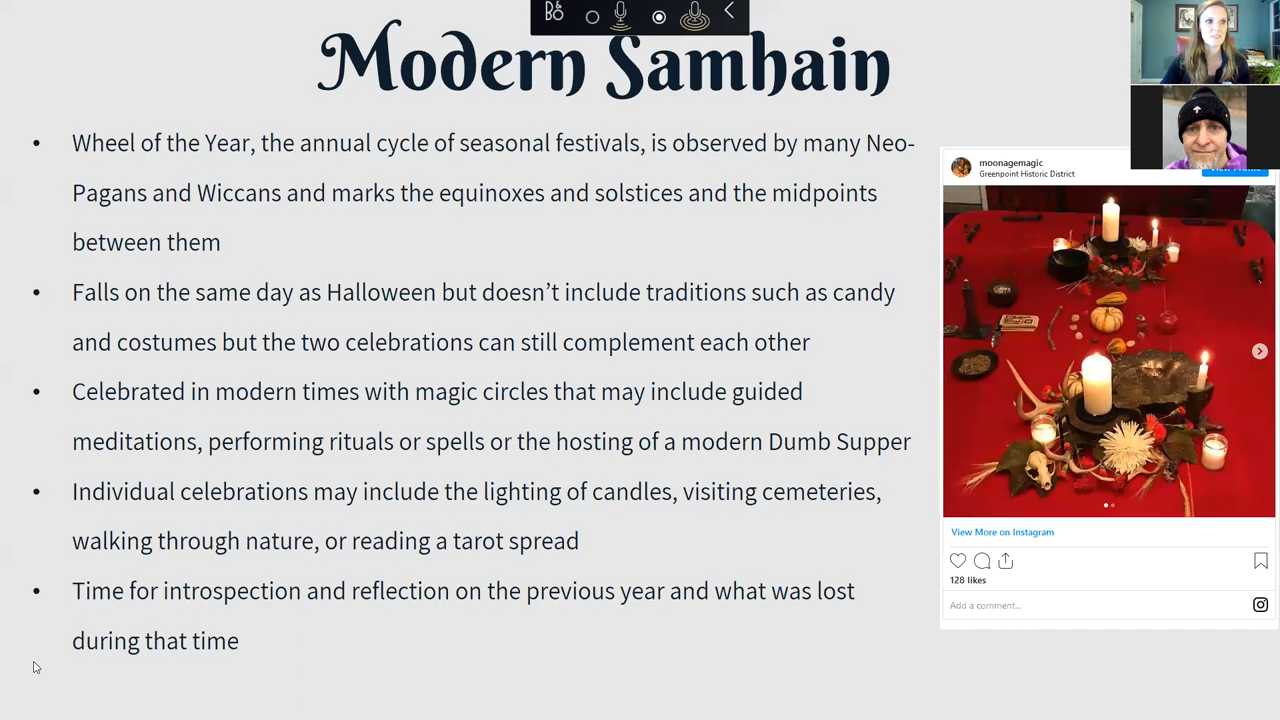 Modern Samhain
• Wheel of the Year, the annual cycle of seasonal festivals, is observed by many Neo-
Pagans and Wiccans and marks the equinoxes and solstices and the midpoints
between them
• Falls on the same day as Halloween but doesn’t include traditions such as candy
and costumes but the two celebrations can still complement each other
• Celebrated in modern times with magic circles that may include guided
meditations, performing rituals or spells or the hosting of a modern Dumb Supper
• Individual celebrations may include the lighting of candles, visiting cemeteries,
walking through nature, or reading a tarot spread
• Time for introspection and reflection on the previous year and what was lost
during that time
moonagemagic
Greenpoint Historic District
View More on Instagram
128 likes
Add a comment...